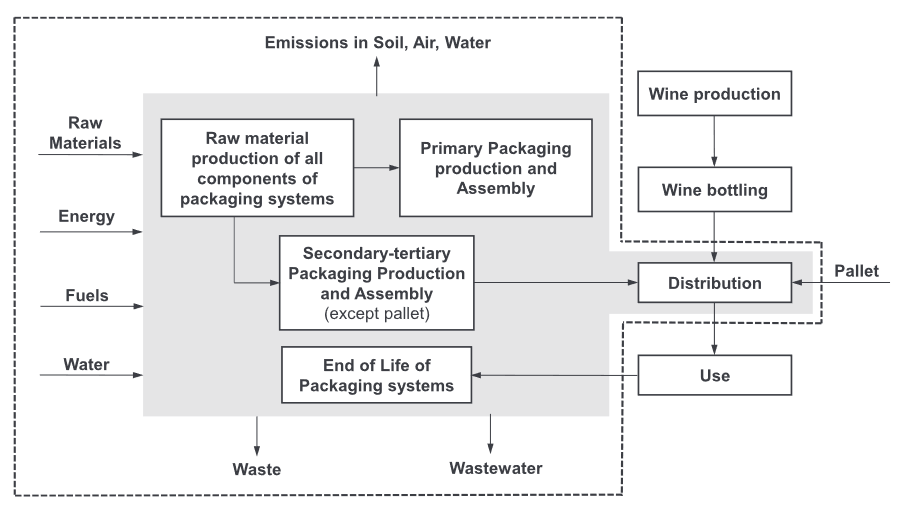 Emissions in Soil, Air, Water
Raw
Materials
Energy
Fuels
Water
Raw material
production of all
components of
packaging systems
Primary Packaging
production and
Assembly
Secondary-tertiary
Packaging Production
and Assembly
(except pallet)
End of Life of
Packaging systems
Waste
Wastewater
Wine production
Wine bottling
Distribution
Pallet
Use